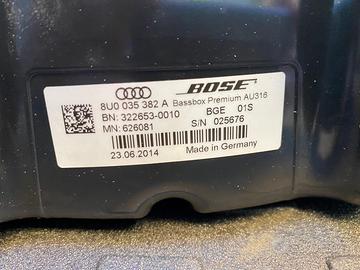 BOSE
8U0 035 382 A Bassbox Premium AU316
BN: 322653-0010 BGE 01S
MN: 626081 S/N 025676
23.06.2014 Made in Germany